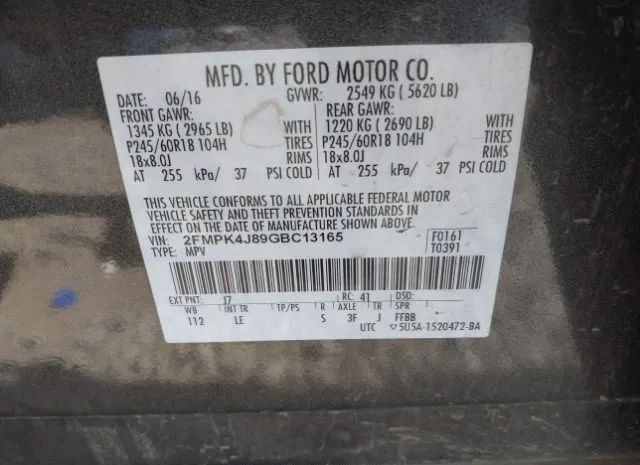 MFD. BY FORD MOTOR CO.
DATE: 06/16 GVWR: 2549 KG ( 5620 LB)
FRONT GAWR: REAR GAWR:
1345 KG ( 2965 LB) WITH 1220 KG ( 2690 LB) WITH
P245/60R18 104H TIRES P245/60R18 104H TIRES
18x8.0J RIMS 18x8.0J RIMS
AT 255 kPa/ 37 PSI COLD AT 255 kPa/ 37 PSI COLD
THIS VEHICLE CONFORMS TO ALL APPLICABLE FEDERAL MOTOR
VEHICLE SAFETY AND THEFT PREVENTION STANDARDS IN
EFFECT ON THE DATE OF MANUFACTURE SHOWN ABOVE.
VIN: 2FMPK4J89GBC13165 F0161
TYPE: MPV T0391
EXT PNT: J7 RC: 41 DSO:
WB INT TR TP/PS R AXLE TR SPR
112 LE S 3F J FFBB
UTC ▽5U5A-1520472-BA